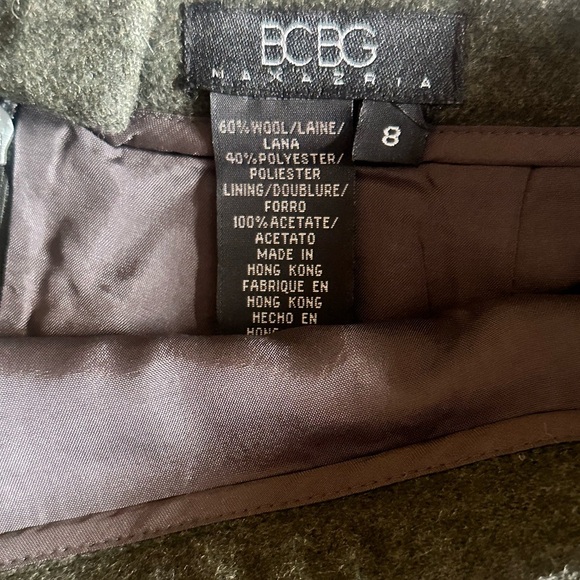 BCBG
MAXAZRIA
8
60% WOOL/LAINE/
LANA
40% POLYESTER/
POLIESTER
LINING/DOUBLURE/
FORRO
100% ACETATE/
ACETATO
MADE IN
HONG KONG
FABRIQUE EN
HONG KONG
HECHO EN
HONG